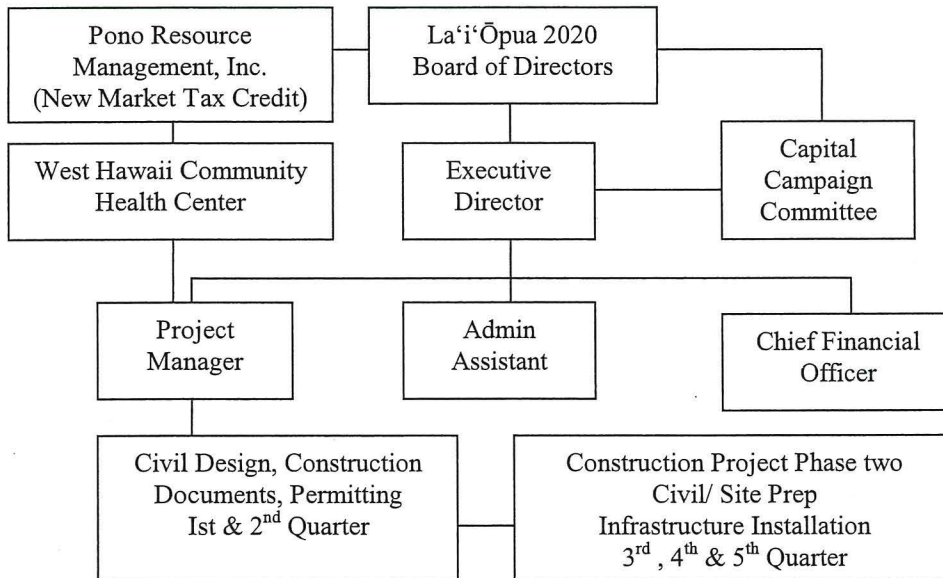 Pono Resource
Management, Inc.
(New Market Tax Credit)
La‘i‘Ōpua 2020
Board of Directors
West Hawaii Community
Health Center
Executive
Director
Capital
Campaign
Committee
Project
Manager
Admin
Assistant
Chief Financial
Officer
Civil Design, Construction
Documents, Permitting
Ist & 2nd Quarter
Construction Project Phase two
Civil/ Site Prep
Infrastructure Installation
3rd , 4th & 5th Quarter